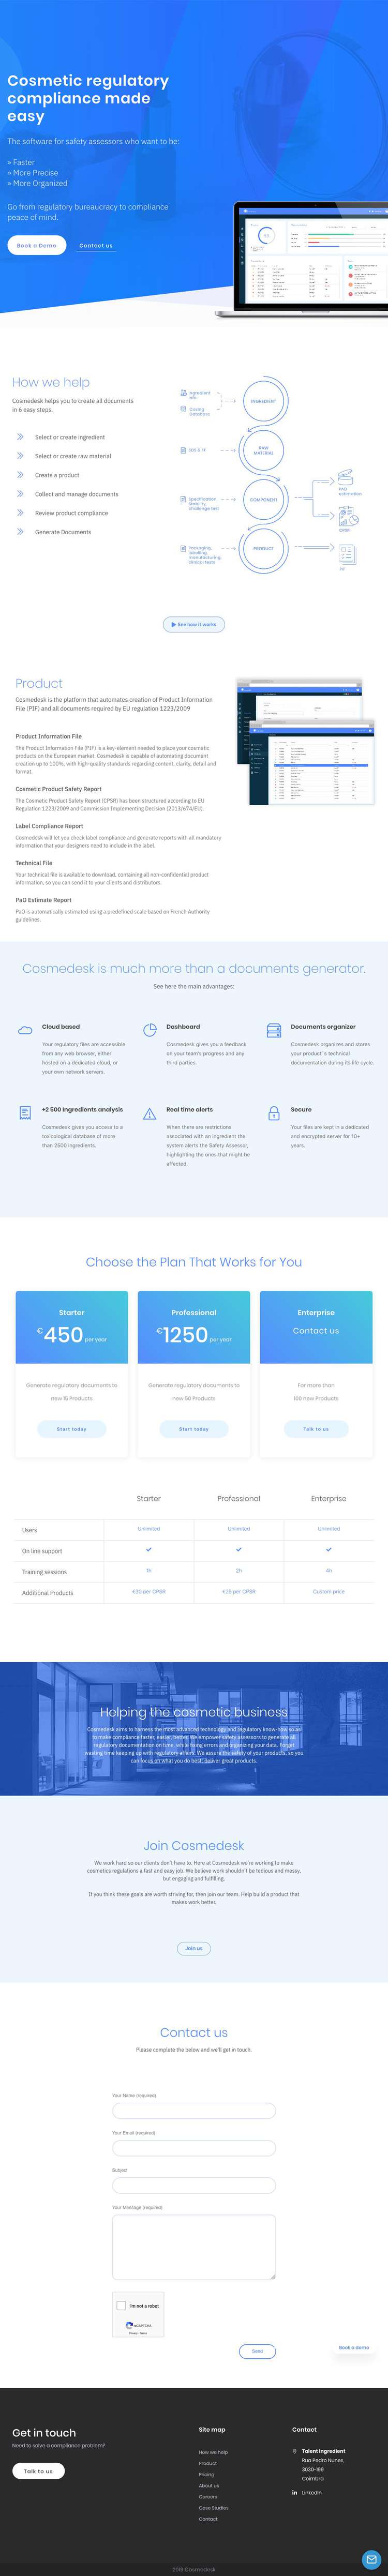 Cosmetic regulatory
compliance made
easy
The software for safety assessors who want to be:
» Faster
» More Precise
» More Organized
Go from regulatory bureaucracy to compliance
peace of mind.
Book a Demo
Contact us
How we help
Cosmedesk helps you to create all documents
in 6 easy steps.
Select or create ingredient
Select or create raw material
Create a product
Collect and manage documents
Review product compliance
Generate Documents
Ingredient
Info
CosIng
Database
INGREDIENT
RAW
MATERIAL
Specification,
Stability,
challenge test
COMPONENT
PAO
estimation
CPSR
Packaging,
labelling,
manufacturing,
clinical tests
PRODUCT
PIF
See how it works
Product
Cosmedesk is the platform that automates creation of Product Information
File (PIF) and all documents required by EU regulation 1223/2009
Product Information File
The Product Information File (PIF) is a key-element needed to place your cosmetic
products on the European market. Cosmedesk is capable of automating document
creation up to 100%, with high-quality standards regarding content, clarity, detail and
format.
Cosmetic Product Safety Report
The Cosmetic Product Safety Report (CPSR) has been structured according to EU
Regulation 1223/2009 and Commission Implementing Decision (2013/674/EU).
Label Compliance Report
Cosmedesk will let you check label compliance and generate reports with all mandatory
information that your designers need to include in the label.
Technical File
Your technical file is available to download, containing all non-confidential product
information, so you can send it to your clients and distributors.
PaO Estimate Report
PaO is automatically estimated using a predefined scale based on French Authority
guidelines.
Cosmedesk is much more than a documents generator.
See here the main advantages:
Cloud based
Your regulatory files are accessible
from any web browser, either
hosted on a dedicated cloud, or
your own network servers.
Dashboard
Cosmedesk gives you a feedback
on your team's progress and any
third parties.
Documents organizer
Cosmedesk organizes and stores
your product´s technical
documentation during its life cycle.
+2 500 Ingredients analysis
Cosmedesk gives you access to a
toxicological database of more
than 2500 ingredients.
Real time alerts
When there are restrictions
associated with an ingredient the
system alerts the Safety Assessor,
highlighting the ones that might be
affected.
Secure
Your files are kept in a dedicated
and encrypted server for 10+
years.
Choose the Plan That Works for You
Starter
€450 per year
Generate regulatory documents to
new 15 Products
Start today
Professional
€1250 per year
Generate regulatory documents to
new 50 Products
Start today
Enterprise
Contact us
For more than
100 new Products
Talk to us
Starter Professional Enterprise
Users Unlimited Unlimited Unlimited
On line support
Training sessions 1h 2h 4h
Additional Products €30 per CPSR €25 per CPSR Custom price
Helping the cosmetic business
Cosmedesk aims to harness the most advanced technology and regulatory know-how so as
to make compliance faster, easier, better. We empower safety assessors to generate all
regulatory documentation on time, while fixing errors and organizing your data. Forget
wasting time keeping up with regulatory affairs. We assure the safety of your products, so you
can focus on what you do best: deliver great products.
Join Cosmedesk
We work hard so our clients don't have to. Here at Cosmedesk we're working to make
cosmetics regulations a fast and easy job. We believe work shouldn't be tedious and messy,
but engaging and fulfilling.
If you think these goals are worth striving for, then join our team. Help build a product that
makes work better.
Join us
Contact us
Please complete the below and we'll get in touch.
Your Name (required)
Your Email (required)
Subject
Your Message (required)
I'm not a robot
reCAPTCHA
Privacy - Terms
Send
Book a demo
Get in touch
Need to solve a compliance problem?
Talk to us
Site map
How we help
Product
Pricing
About us
Careers
Case Studies
Contact
Contact
Talent Ingredient
Rua Pedro Nunes,
3030-199
Coimbra
LinkedIn
2019 Cosmedesk